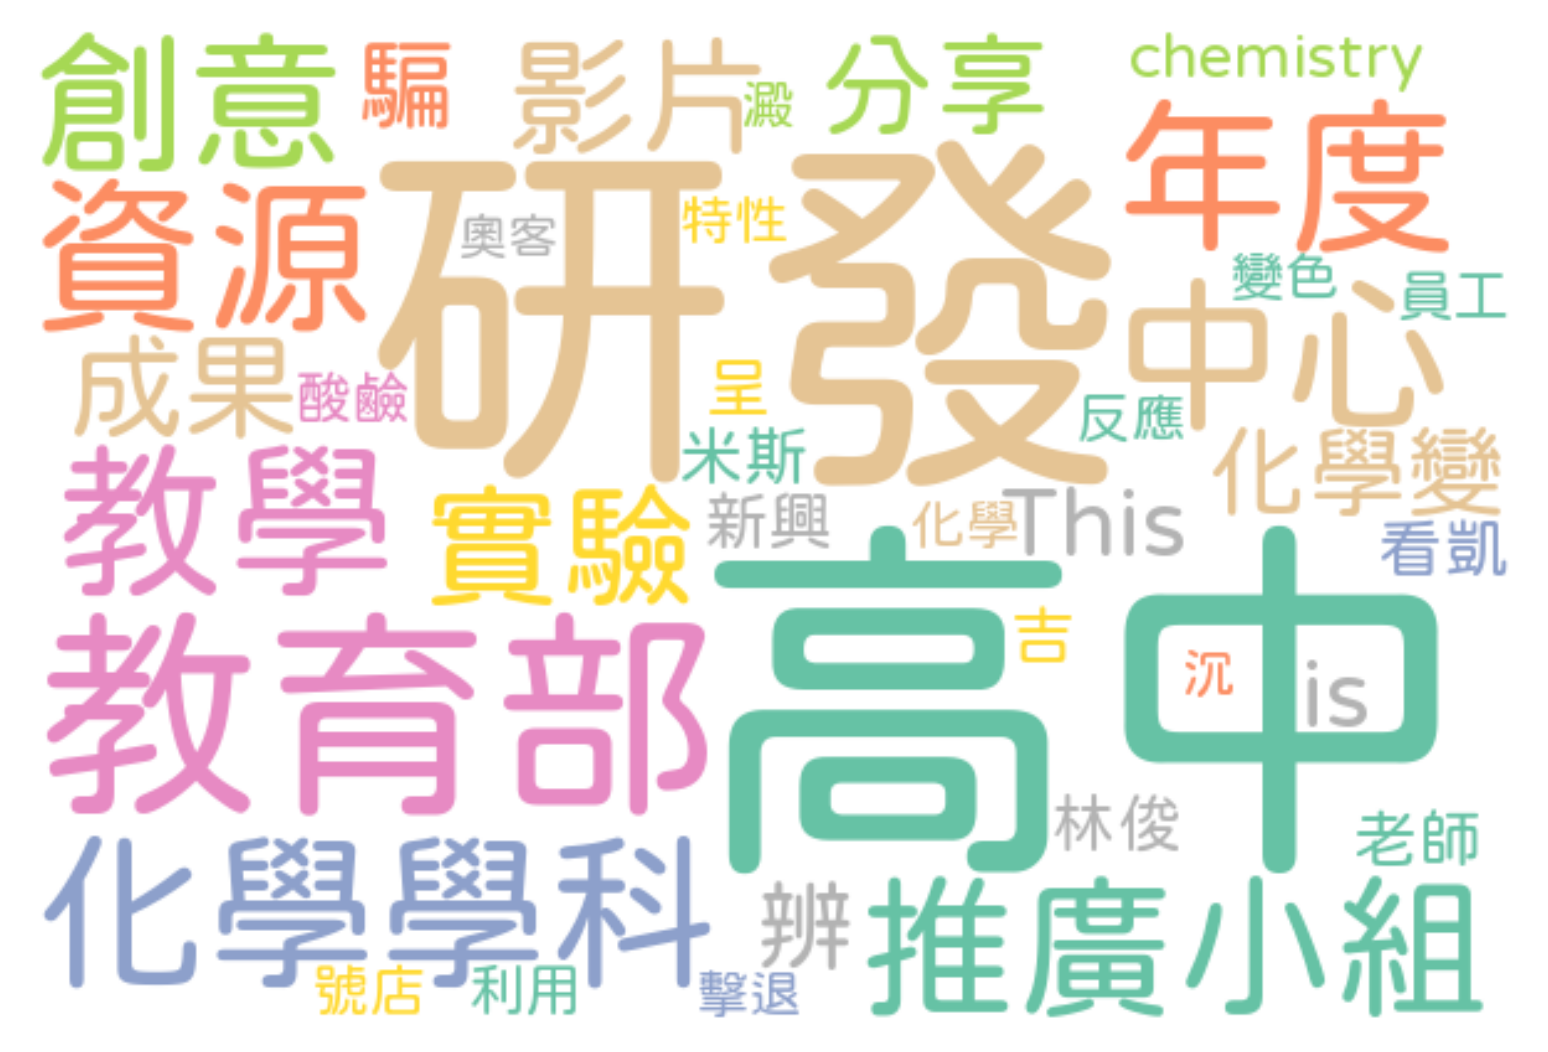 創意
騙
影片
澱
分享
chemistry
資源
研發
奧客
特性
年度
變色
員工
中心
成果
酸鹼
呈
反應
米斯
化學變
教學
實驗
新興
化學
This
看凱
教育部
高中
吉
沉
is
林俊
老師
化學學科
辨
推廣小組
號店
利用
擊退